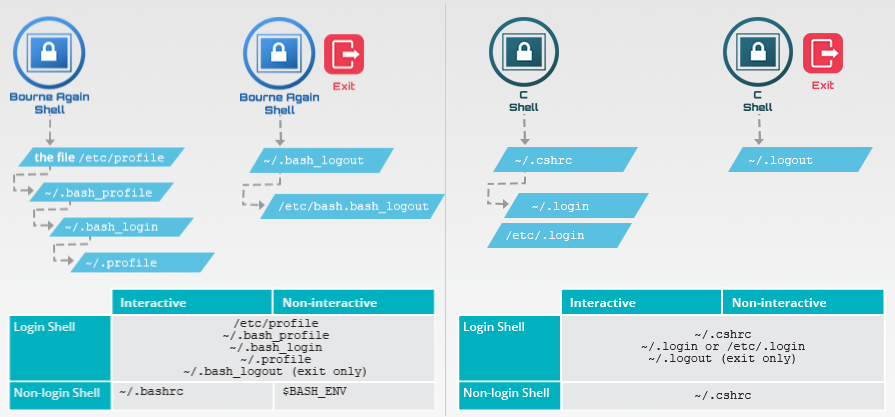 Bourne Again
Shell
the file /etc/profile
~/.bash_profile
~/.bash_login
~/.profile
Bourne Again
Shell
Exit
~/.bash_logout
/etc/bash.bash_logout
Interactive
Non-interactive
Login Shell
/etc/profile
~/.bash_profile
~/.bash_login
~/.profile
~/.bash_logout (exit only)
Non-login Shell
~/.bashrc
$BASH_ENV
C
Shell
~/.cshrc
~/.login
/etc/.login
C
Shell
Exit
~/.logout
Interactive
Non-interactive
Login Shell
~/.cshrc
~/.login or /etc/.login
~/.logout (exit only)
Non-login Shell
~/.cshrc